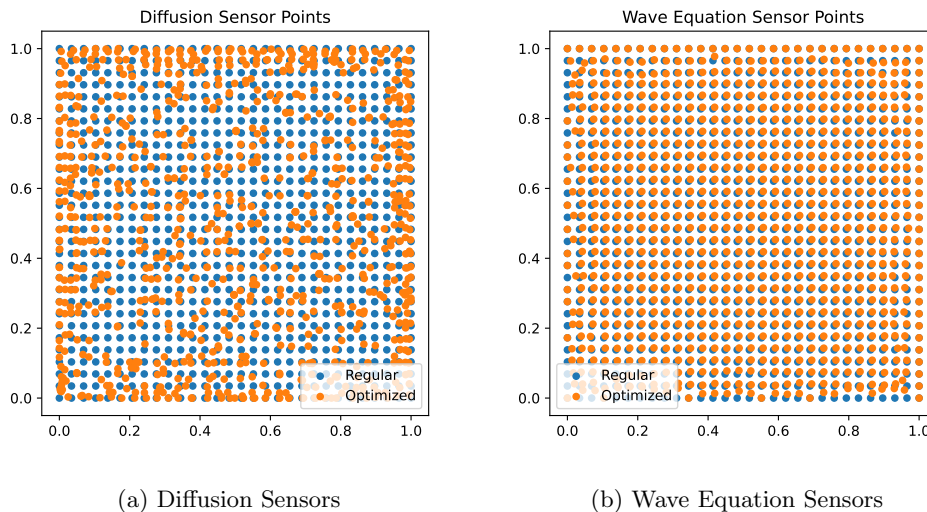 Diffusion Sensor Points
1.0
0.8
0.6
0.4
0.2
0.0
Regular
Optimized
0.0 0.2 0.4 0.6 0.8 1.0
(a) Diffusion Sensors
Wave Equation Sensor Points
1.0
0.8
0.6
0.4
0.2
0.0
Regular
Optimized
0.0 0.2 0.4 0.6 0.8 1.0
(b) Wave Equation Sensors